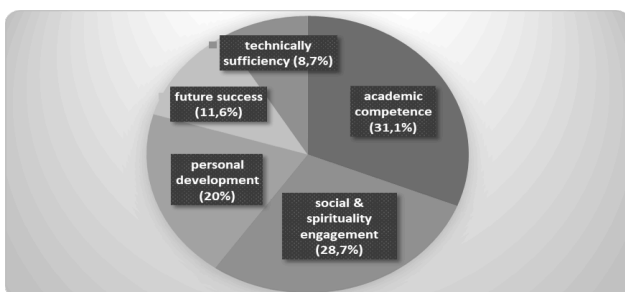 technically
sufficiency (8,7%)
future success
(11,6%)
academic
competence
(31,1%)
personal
development
(20%)
social &
spirituality
engagement
(28,7%)